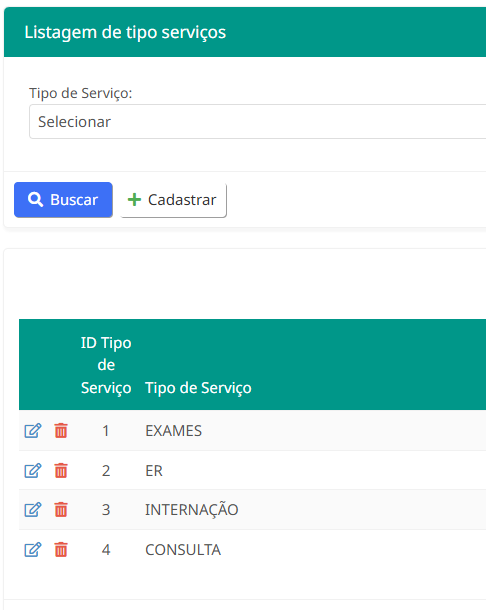 Listagem de tipo serviços
Tipo de Serviço:
Selecionar
Buscar
Cadastrar
ID Tipo
de
Serviço
Tipo de Serviço
1 EXAMES
2 ER
3 INTERNAÇÃO
4 CONSULTA